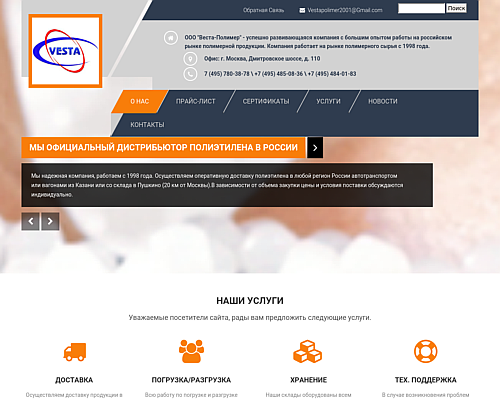 Обратная Связь
Vestapolimer2001@Gmail.com
Поиск
VESTA
ООО "Веста-Полимер" - успешно развивающаяся компания с большим опытом работы на российском
рынке полимерной продукции. Компания работает на рынке полимерного сырья с 1998 года.
Офис: г. Москва, Дмитровское шоссе, д. 110
7 (495) 780-38-78 \ +7 (495) 485-08-36 \ +7 (495) 484-01-83
О НАС
ПРАЙС-ЛИСТ
СЕРТИФИКАТЫ
УСЛУГИ
НОВОСТИ
КОНТАКТЫ
МЫ ОФИЦИАЛЬНЫЙ ДИСТРИБЬЮТОР ПОЛИЭТИЛЕНА В РОССИИ
Мы надежная компания, работаем с 1998 года. Осуществляем оперативную доставку полиэтилена в любой регион России автотранспортом
или вагонами из Казани или со склада в Пушкино (20 км от Москвы).В зависимости от объема закупки цены и условия поставки обсуждаются
индивидуально.
НАШИ УСЛУГИ
Уважаемые посетители сайта, рады вам предложить следующие услуги.
ДОСТАВКА
ПОГРУЗКА/РАЗГРУЗКА
ХРАНЕНИЕ
ТЕХ. ПОДДЕРЖКА
Осуществляем доставку продукции в
Всю работу по погрузке и разгрузке
Наши склады оборудованы всем
В случае возникновения проблем